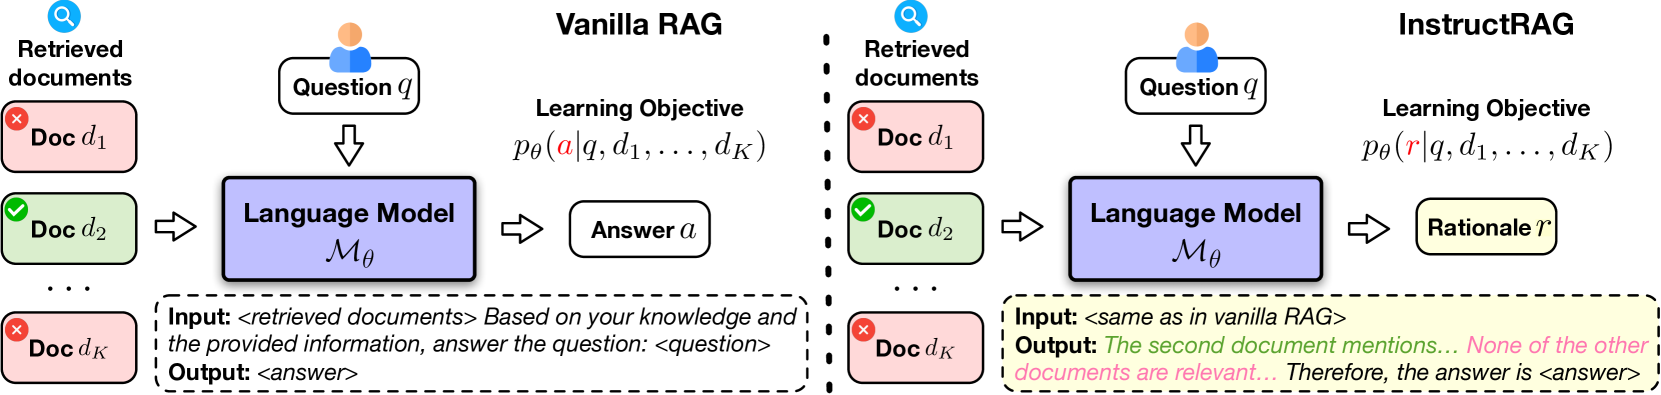 Vanilla RAG
Retrieved
documents
Question q
Learning Objective
pθ(a|q, d1, . . . , dK)
Doc d1
Doc d2
. . .
Doc dK
Language Model
Mθ
Answer a
Input: <retrieved documents> Based on your knowledge and
the provided information, answer the question: <question>
Output: <answer>
InstructRAG
Retrieved
documents
Question q
Learning Objective
pθ(r|q, d1, . . . , dK)
Doc d1
Doc d2
. . .
Doc dK
Language Model
Mθ
Rationale r
Input: <same as in vanilla RAG>
Output: The second document mentions... None of the other
documents are relevant... Therefore, the answer is <answer>